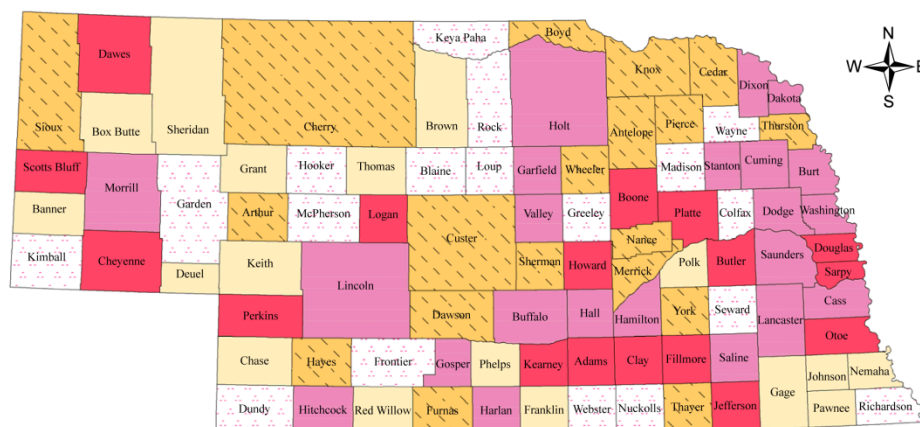 N
W E
S
Keya Paha
Boyd
Dawes
Knox
Cedar
Dixon
Dakota
Sioux
Box Butte
Sheridan
Cherry
Brown
Rock
Holt
Antelope
Pierce
Wayne
Thurston
Scotts Bluff
Morrill
Garden
Grant
Hooker
Thomas
Blaine
Loup
Garfield
Wheeler
Madison
Stanton
Cuming
Burt
Banner
Arthur
McPherson
Logan
Custer
Valley
Greeley
Boone
Platte
Colfax
Dodge
Washington
Kimball
Cheyenne
Deuel
Keith
Lincoln
Sherman
Howard
Nance
Merrick
Polk
Butler
Saunders
Douglas
Sarpy
Perkins
Dawson
Buffalo
Hall
Hamilton
York
Seward
Lancaster
Cass
Otoe
Chase
Hayes
Frontier
Gosper
Phelps
Kearney
Adams
Clay
Fillmore
Saline
Gage
Johnson
Nemaha
Dundy
Hitchcock
Red Willow
Furnas
Harlan
Franklin
Webster
Nuckolls
Thayer
Jefferson
Pawnee
Richardson